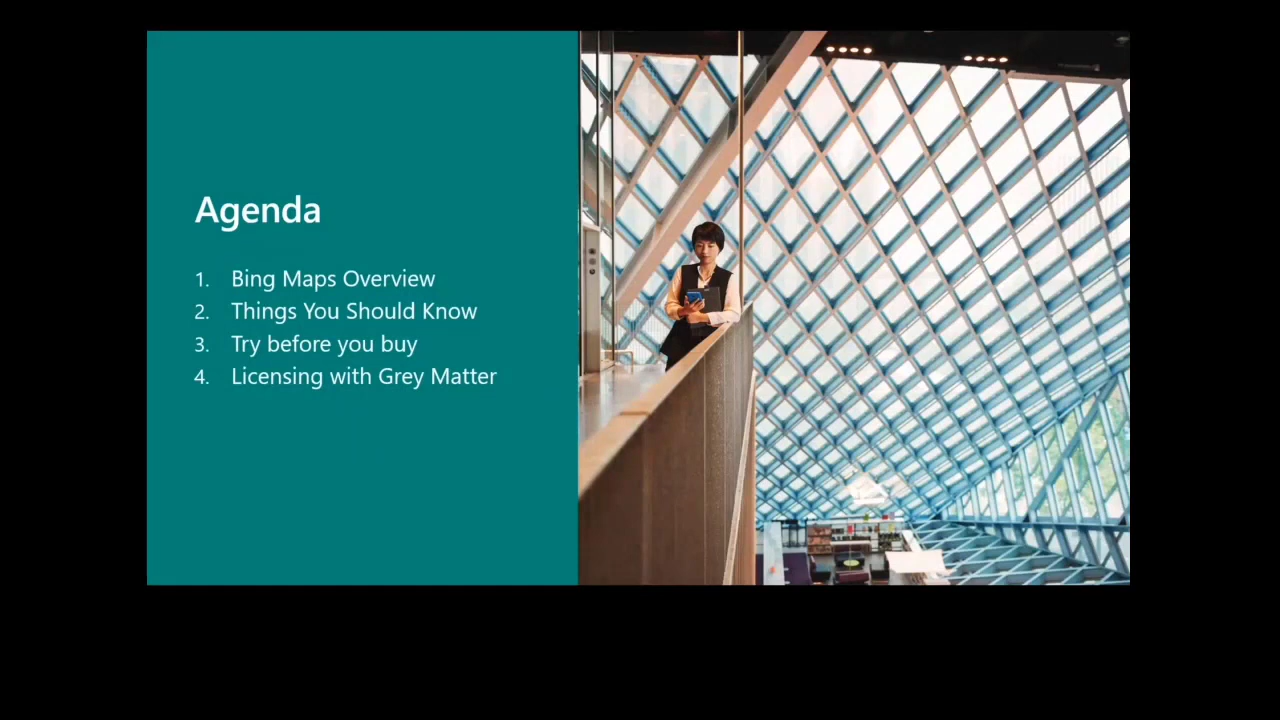 Agenda
1. Bing Maps Overview
2. Things You Should Know
3. Try before you buy
4. Licensing with Grey Matter